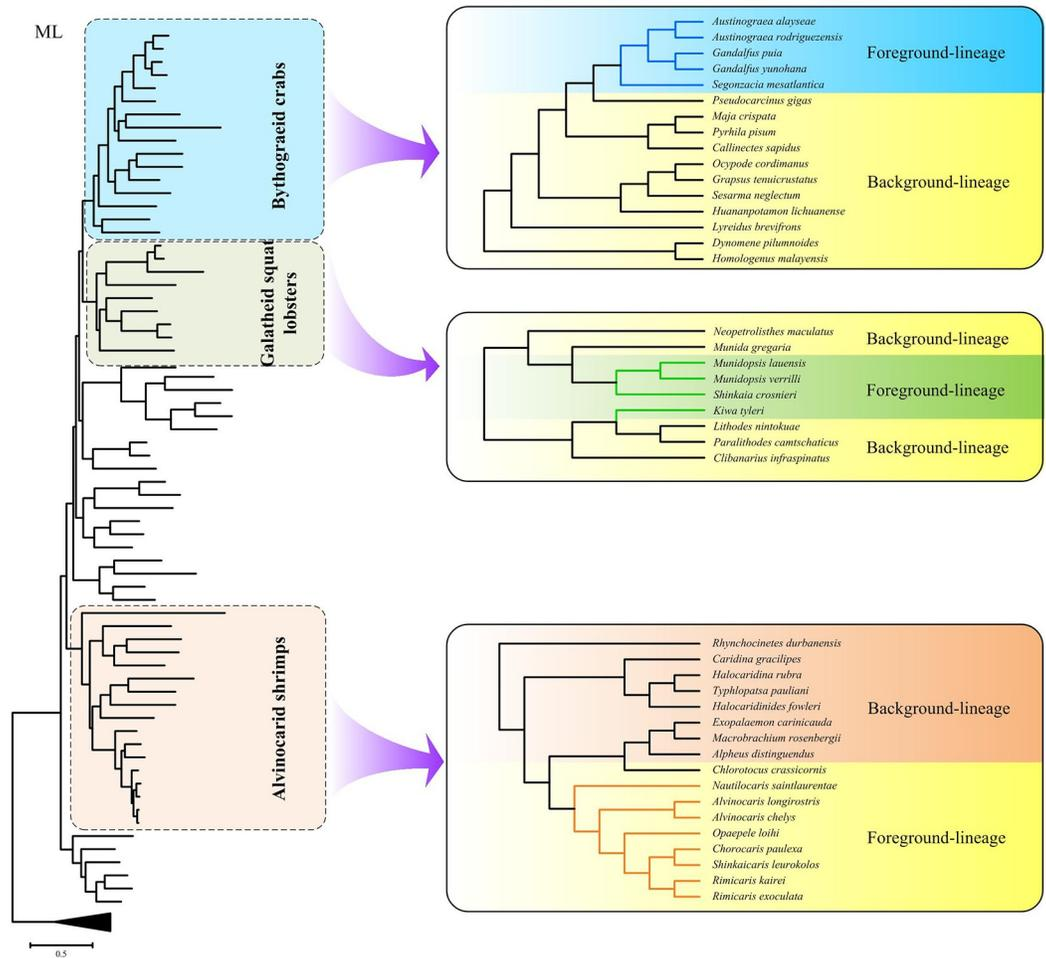 ML
Bythograeid crabs
Galatheid squat
lobsters
Alvinocarid shrimps
0.5
Austinograea alayseae
Austinograea rodriguezensis
Gandalfus puia
Gandalfus yunohana
Segonzacia mesatlantica
Foreground-lineage
Pseudocarcinus gigas
Maja crispata
Pyrhila pisum
Callinectes sapidus
Ocypode cordimanus
Grapsus tenuicrustatus
Sesarma neglectum
Huananpotamon lichuanense
Lyreidus brevifrons
Dynomene pilumnoides
Homologenus malayensis
Background-lineage
Neopetrolisthes maculatus
Munida gregaria
Background-lineage
Munidopsis lauensis
Munidopsis verrilli
Shinkaia crosnieri
Kiwa tyleri
Foreground-lineage
Lithodes nintokuae
Paralithodes camtschaticus
Clibanarius infraspinatus
Background-lineage
Rhynchocinetes durbanensis
Caridina gracilipes
Halocaridina rubra
Typhlopatsa pauliani
Halocaridinides fowleri
Exopalaemon carinicauda
Macrobrachium rosenbergii
Alpheus distinguendus
Background-lineage
Chlorotocus crassicornis
Nautilocaris saintlaurentae
Alvinocaris longirostris
Alvinocaris chelys
Opaepele loihi
Chorocaris paulexa
Shinkaicaris leurokolos
Rimicaris kairei
Rimicaris exoculata
Foreground-lineage